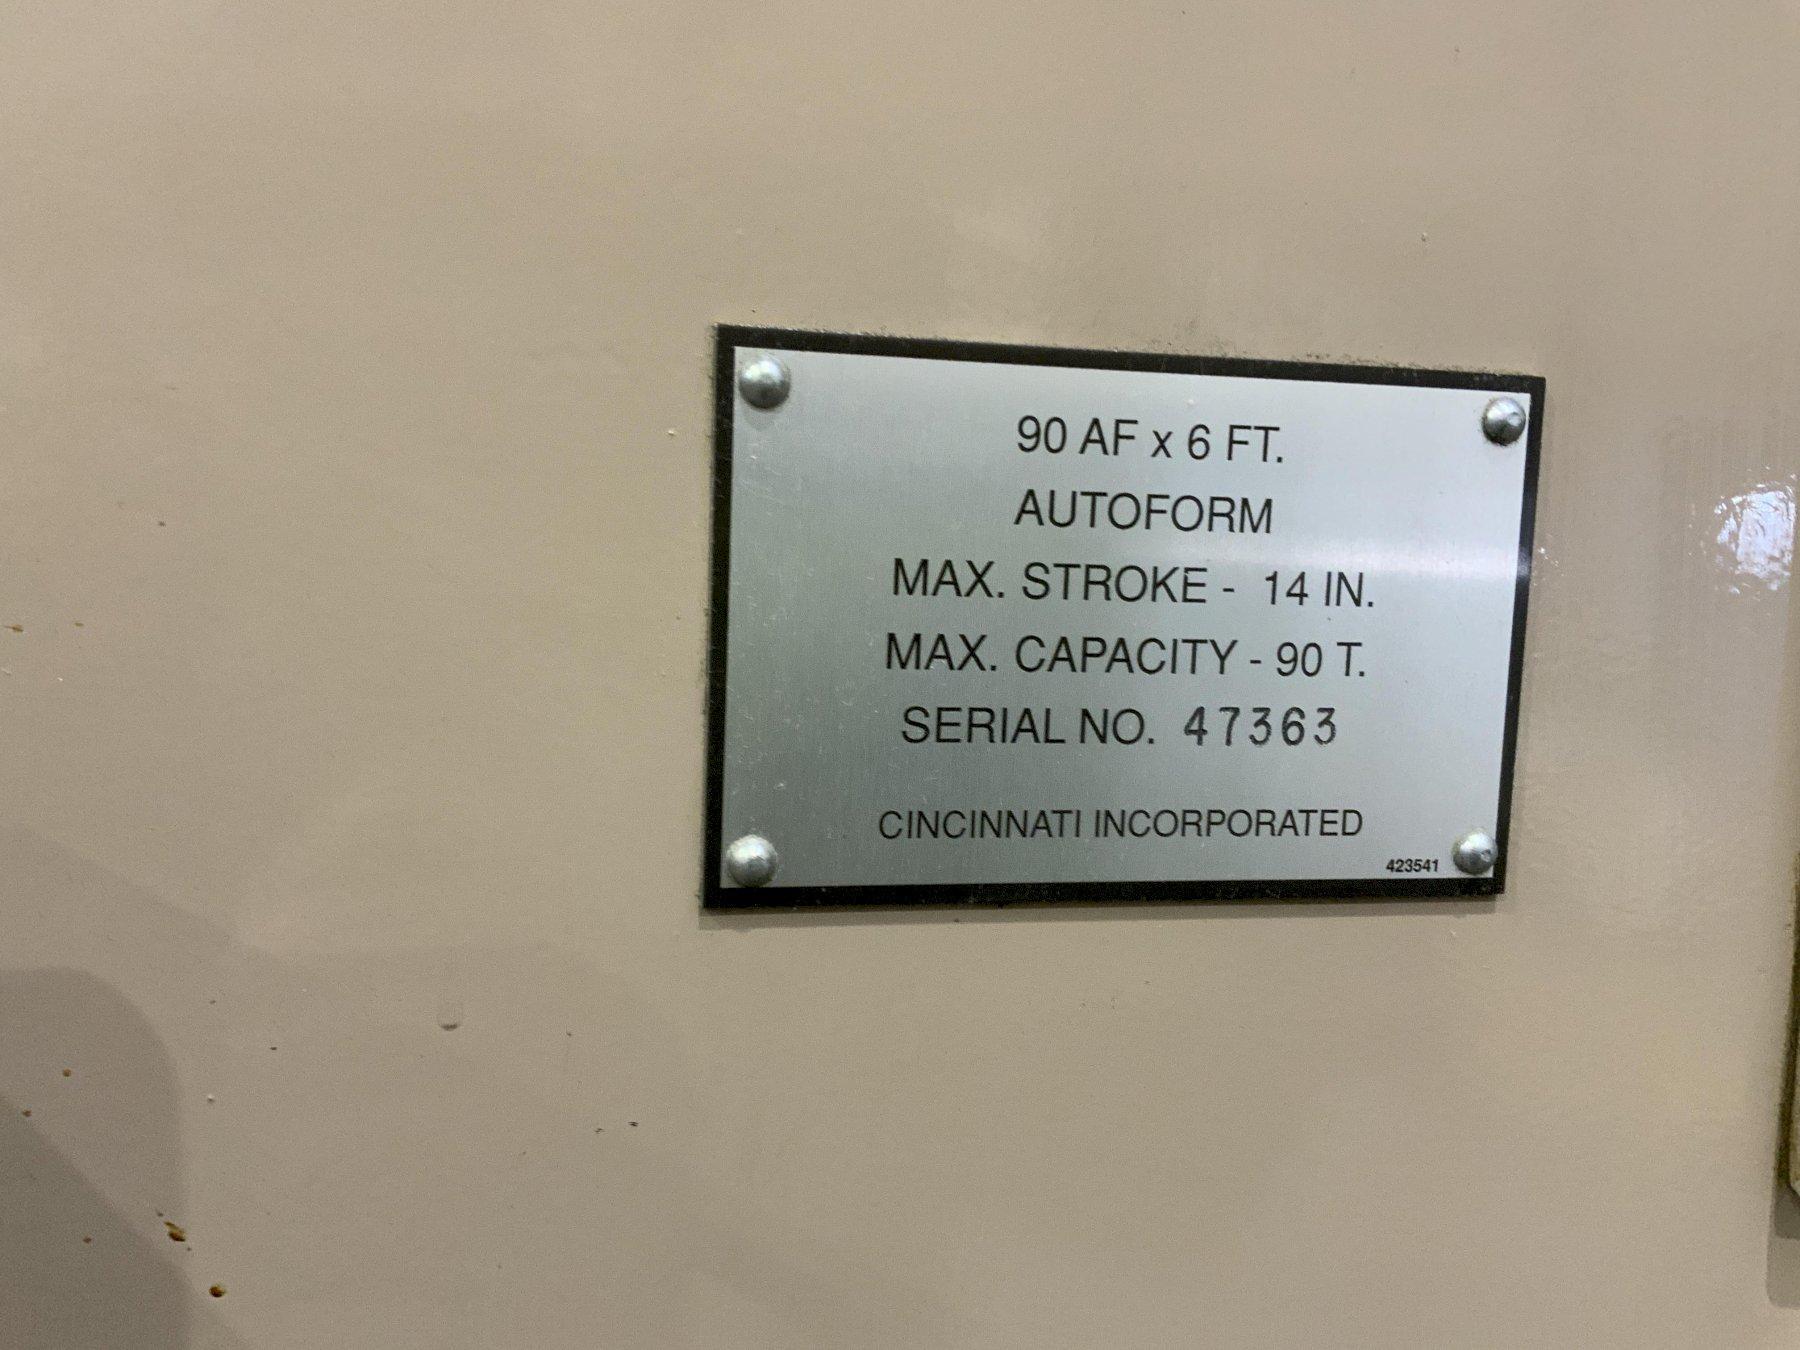 90 AF x 6 FT.
AUTOFORM
MAX. STROKE - 14 IN.
MAX. CAPACITY - 90 T.
SERIAL NO. 47363
CINCINNATI INCORPORATED
423541